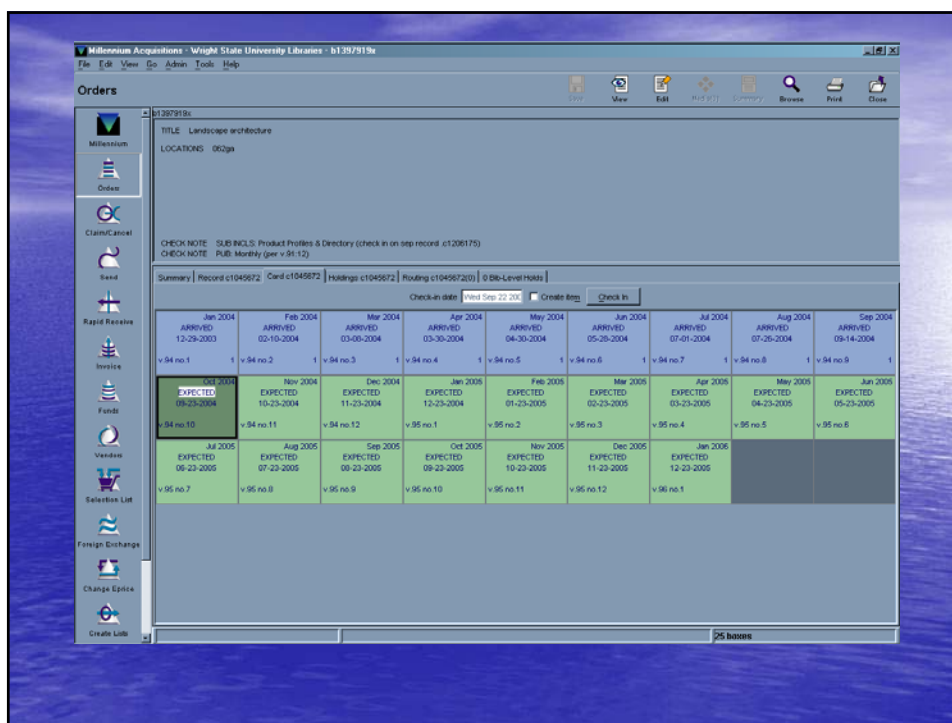 Millennium Acquisitions - Wright State University Libraries - b1397919x
File Edit View Go Admin Tools Help
Orders
Save View Edit Summary Browse Print Close
b1397919x
Millennium
Orders
Claim/Cancel
Send
Rapid Receive
Invoice
Funds
Vendors
Selection List
Foreign Exchange
Change Eprice
Create Lists
TITLE Landscape architecture
LOCATIONS 062ga
CHECK NOTE SUB INCLS: Product Profiles & Directory (check in on sep record .c1206175)
CHECK NOTE PUB: Monthly (per v.91:12)
Summary Record c1045672 Card c1045672 Holdings c1045672 Routing c1045672(0) 0 Bib-Level Holds
Check-in date Wed Sep 22 200 Create item Check In
Jan 2004 Feb 2004 Mar 2004 Apr 2004 May 2004 Jun 2004 Jul 2004 Aug 2004 Sep 2004
ARRIVED ARRIVED ARRIVED ARRIVED ARRIVED ARRIVED ARRIVED ARRIVED ARRIVED
12-29-2003 02-10-2004 03-08-2004 03-30-2004 04-30-2004 05-28-2004 07-01-2004 07-26-2004 09-14-2004
v.94 no.1 1 v.94 no.2 1 v.94 no.3 1 v.94 no.4 1 v.94 no.5 1 v.94 no.6 1 v.94 no.7 1 v.94 no.8 1 v.94 no.9 1
Oct 2004 Nov 2004 Dec 2004 Jan 2005 Feb 2005 Mar 2005 Apr 2005 May 2005 Jun 2005
EXPECTED EXPECTED EXPECTED EXPECTED EXPECTED EXPECTED EXPECTED EXPECTED EXPECTED
09-23-2004 10-23-2004 11-23-2004 12-23-2004 01-23-2005 02-23-2005 03-23-2005 04-23-2005 05-23-2005
v.94 no.10 v.94 no.11 v.94 no.12 v.95 no.1 v.95 no.2 v.95 no.3 v.95 no.4 v.95 no.5 v.95 no.6
Jul 2005 Aug 2005 Sep 2005 Oct 2005 Nov 2005 Dec 2005 Jan 2006
EXPECTED EXPECTED EXPECTED EXPECTED EXPECTED EXPECTED EXPECTED
06-23-2005 07-23-2005 08-23-2005 09-23-2005 10-23-2005 11-23-2005 12-23-2005
v.95 no.7 v.95 no.8 v.95 no.9 v.95 no.10 v.95 no.11 v.95 no.12 v.96 no.1
25 boxes